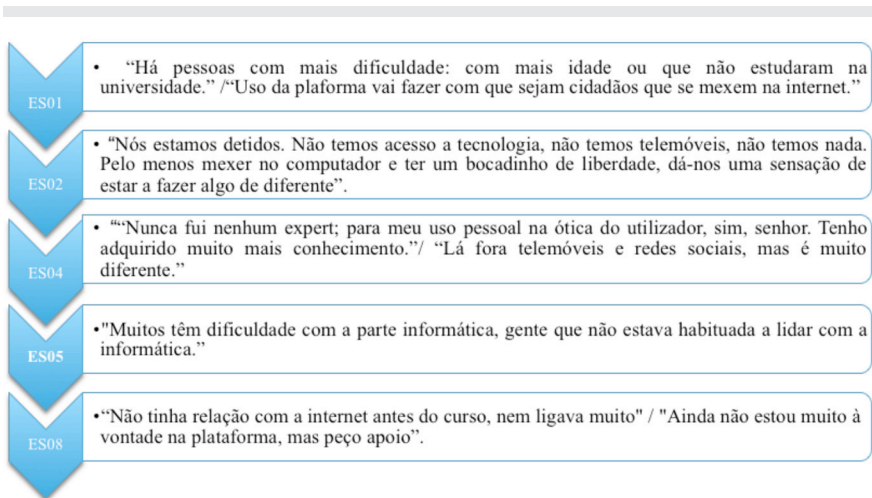 ES01
• “Há pessoas com mais dificuldade: com mais idade ou que não estudaram na
universidade.” /“Uso da plaforma vai fazer com que sejam cidadãos que se mexem na internet.”
ES02
• “Nós estamos detidos. Não temos acesso a tecnologia, não temos telemóveis, não temos nada.
Pelo menos mexer no computador e ter um bocadinho de liberdade, dá-nos uma sensação de
estar a fazer algo de diferente”.
ES04
• “““Nunca fui nenhum expert; para meu uso pessoal na ótica do utilizador, sim, senhor. Tenho
adquirido muito mais conhecimento.”/ “Lá fora telemóveis e redes sociais, mas é muito
diferente.”
ES05
•"Muitos têm dificuldade com a parte informática, gente que não estava habituada a lidar com a
informática.”
ES08
•“Não tinha relação com a internet antes do curso, nem ligava muito" / "Ainda não estou muito à
vontade na plataforma, mas peço apoio”.